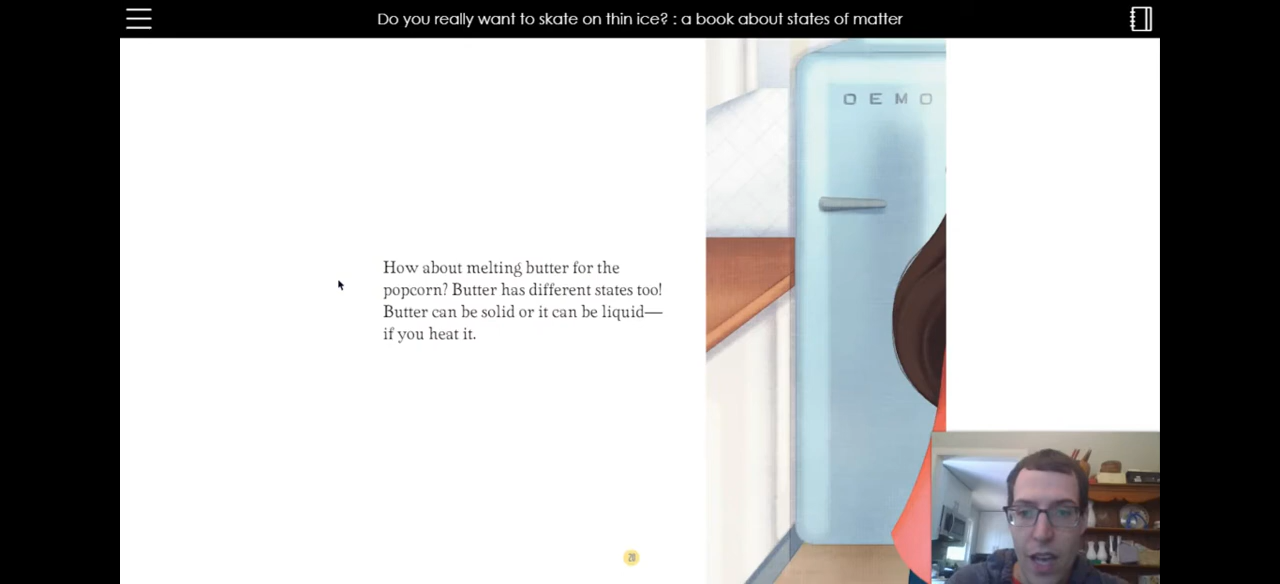 Do you really want to skate on thin ice? : a book about states of matter
OEMO
How about melting butter for the
popcorn? Butter has different states too!
Butter can be solid or it can be liquid—
if you heat it.
20